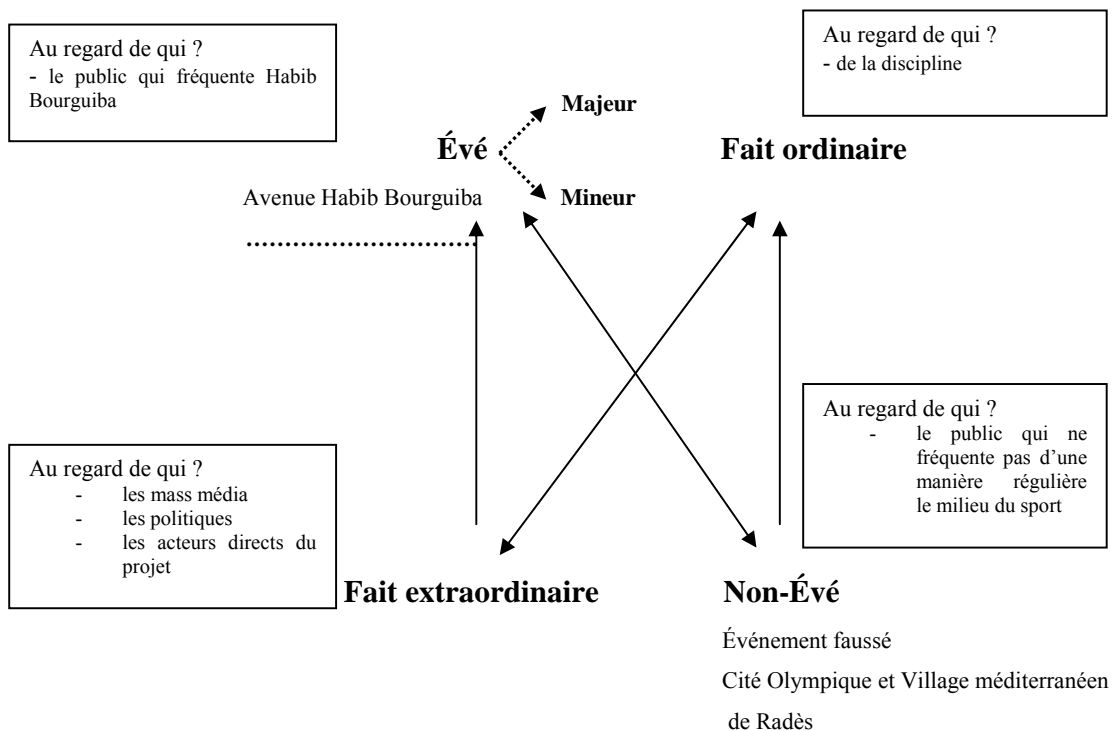 Au regard de qui ?
- le public qui fréquente Habib
Bourguiba
Au regard de qui ?
- de la discipline
Majeur
Évé
Fait ordinaire
Avenue Habib Bourguiba
Mineur
Au regard de qui ?
- les mass média
- les politiques
- les acteurs directs du
projet
Au regard de qui ?
- le public qui ne
fréquente pas d'une
manière régulière
le milieu du sport
Fait extraordinaire
Non-Évé
Événement faussé
Cité Olympique et Village méditerranéen
de Radès